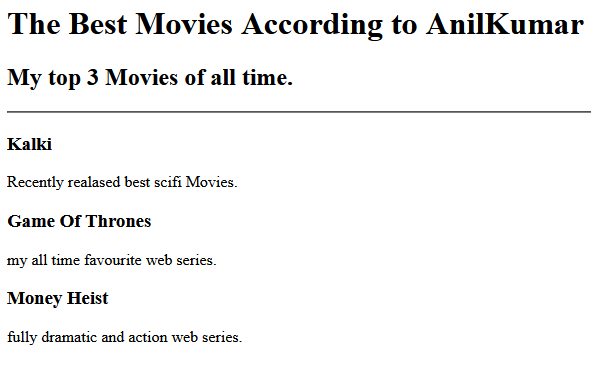 The Best Movies According to AnilKumar
My top 3 Movies of all time.
Kalki
Recently realased best scifi Movies.
Game Of Thrones
my all time favourite web series.
Money Heist
fully dramatic and action web series.